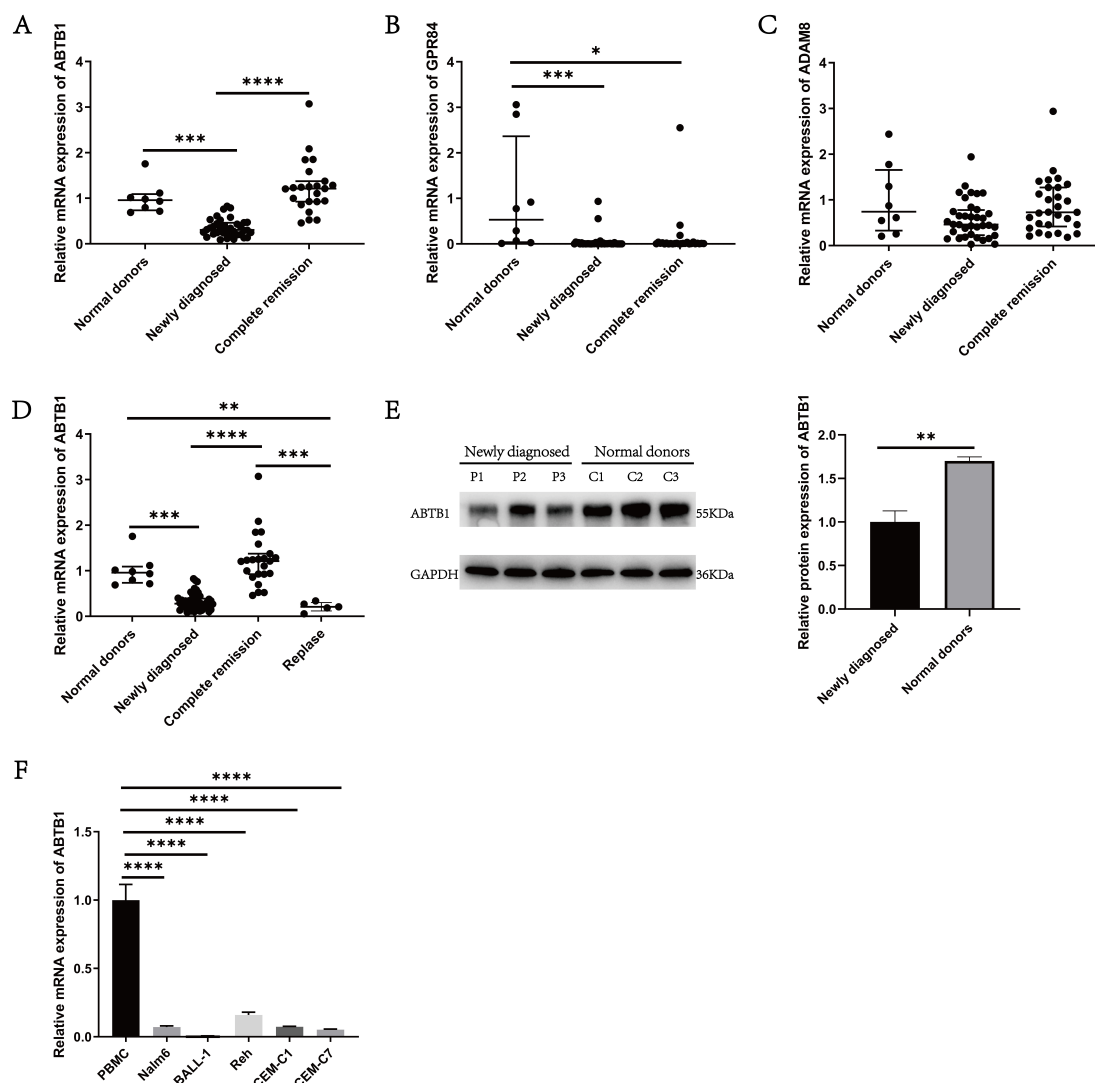 A
Relative mRNA expression of ABTB1
4
3
2
1
0
***
****
Normal donors
Newly diagnosed
Complete remission
B
Relative mRNA expression of GPR84
4
3
2
1
0
*
***
Normal donors
Newly diagnosed
Complete remission
C
Relative mRNA expression of ADAM8
4
3
2
1
0
Normal donors
Newly diagnosed
Complete remission
D
Relative mRNA expression of ABTB1
4
3
2
1
0
**
****
***
***
Normal donors
Newly diagnosed
Complete remission
Replase
E
Newly diagnosed Normal donors
P1 P2 P3 C1 C2 C3
ABTB1 55KDa
GAPDH 36KDa
Relative protein expression of ABTB1
2.0
1.5
1.0
0.5
0.0
**
Newly diagnosed
Normal donors
F
Relative mRNA expression of ABTB1
1.5
1.0
0.5
0.0
****
****
****
****
****
PBMC
Nalm6
BALL-1
Reh
CEM-C1
CEM-C7